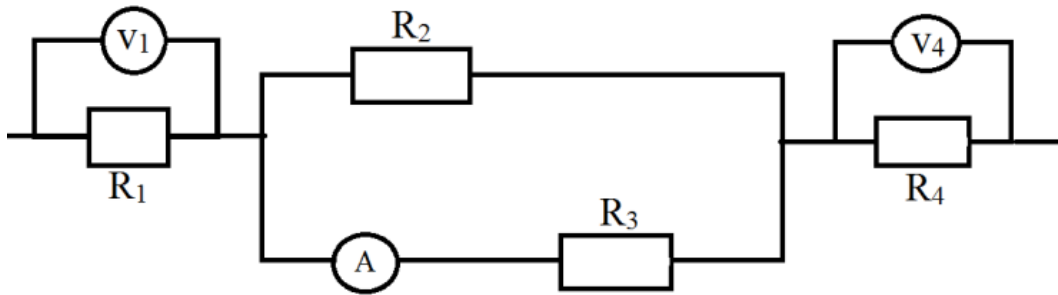 v₁
R₁
R₂
A
R₃
v₄
R₄